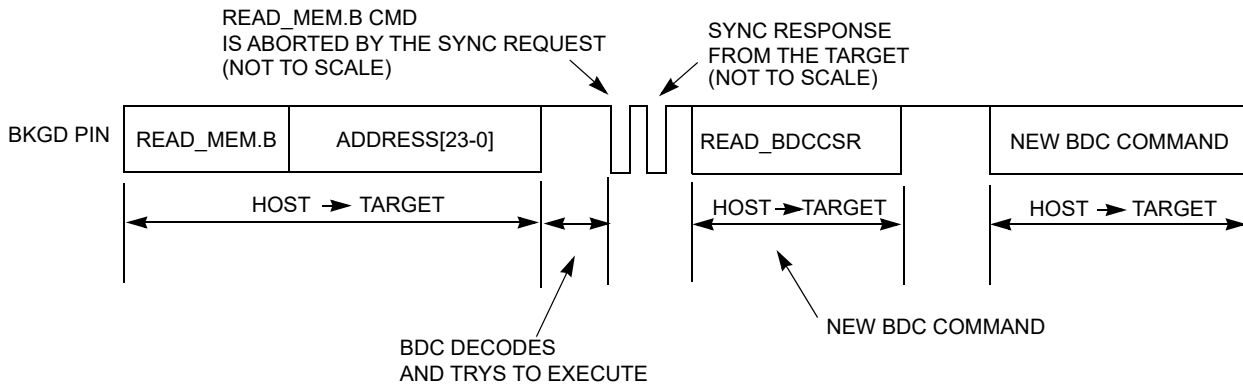 READ_MEM.B CMD
IS ABORTED BY THE SYNC REQUEST
(NOT TO SCALE)
SYNC RESPONSE
FROM THE TARGET
(NOT TO SCALE)
BKGD PIN
READ_MEM.B
ADDRESS[23-0]
READ_BDCCSR
NEW BDC COMMAND
HOST TARGET
HOST TARGET
HOST TARGET
BDC DECODES
AND TRYS TO EXECUTE
NEW BDC COMMAND